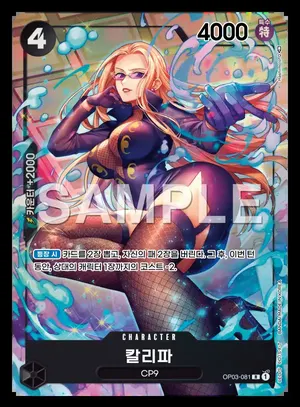 4
4000
특수
特
카운터 +2000
SAMPLE
등장 시 카드를 2장 뽑고, 자신의 패 2장을 버린다. 그 후, 이번 턴
동안, 상대의 캐릭터 1장까지의 코스트 -2.
CHARACTER
칼리파
CP9
OP03-081 R 1